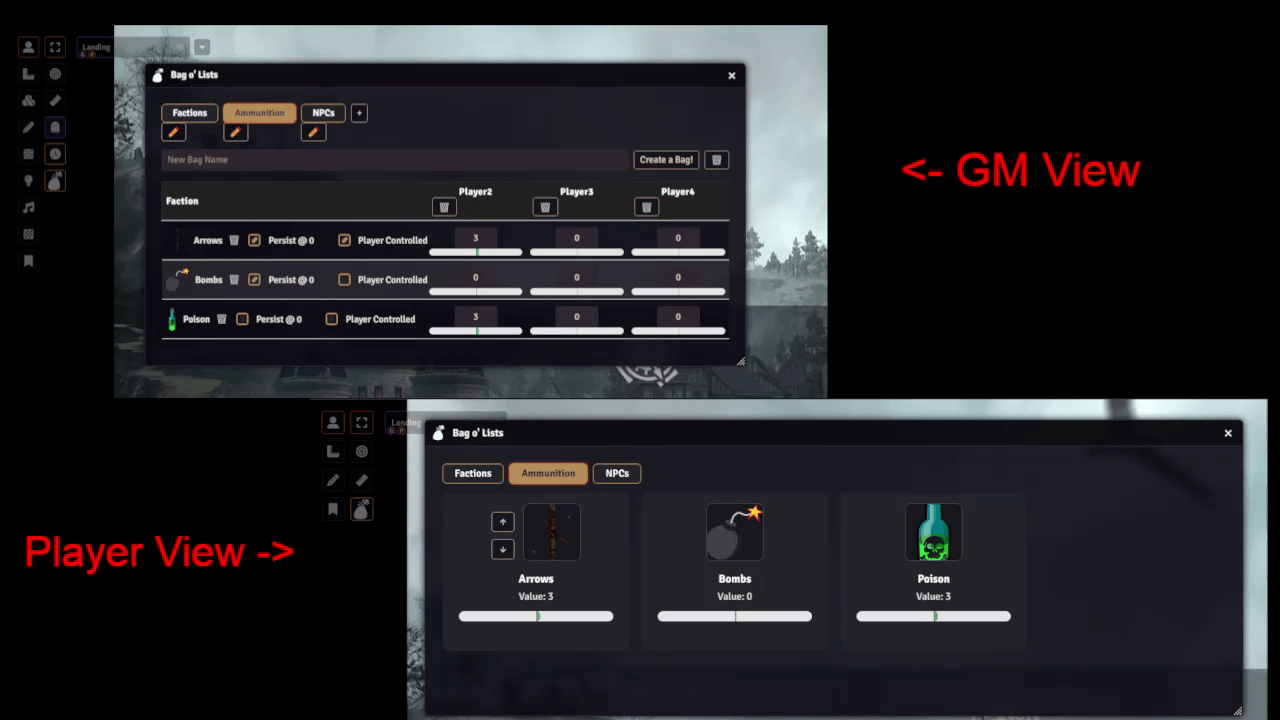 Landing
G P
Bag o' Lists
Factions Ammunition NPCs +
New Bag Name Create a Bag!
Faction Player2 Player3 Player4
Arrows Persist @ 0 Player Controlled 3 0 0
Bombs Persist @ 0 Player Controlled 0 0 0
Poison Persist @ 0 Player Controlled 3 0 0
<- GM View
Landing
G P
Bag o' Lists
Factions Ammunition NPCs
Arrows Bombs Poison
Value: 3 Value: 0 Value: 3
Player View ->